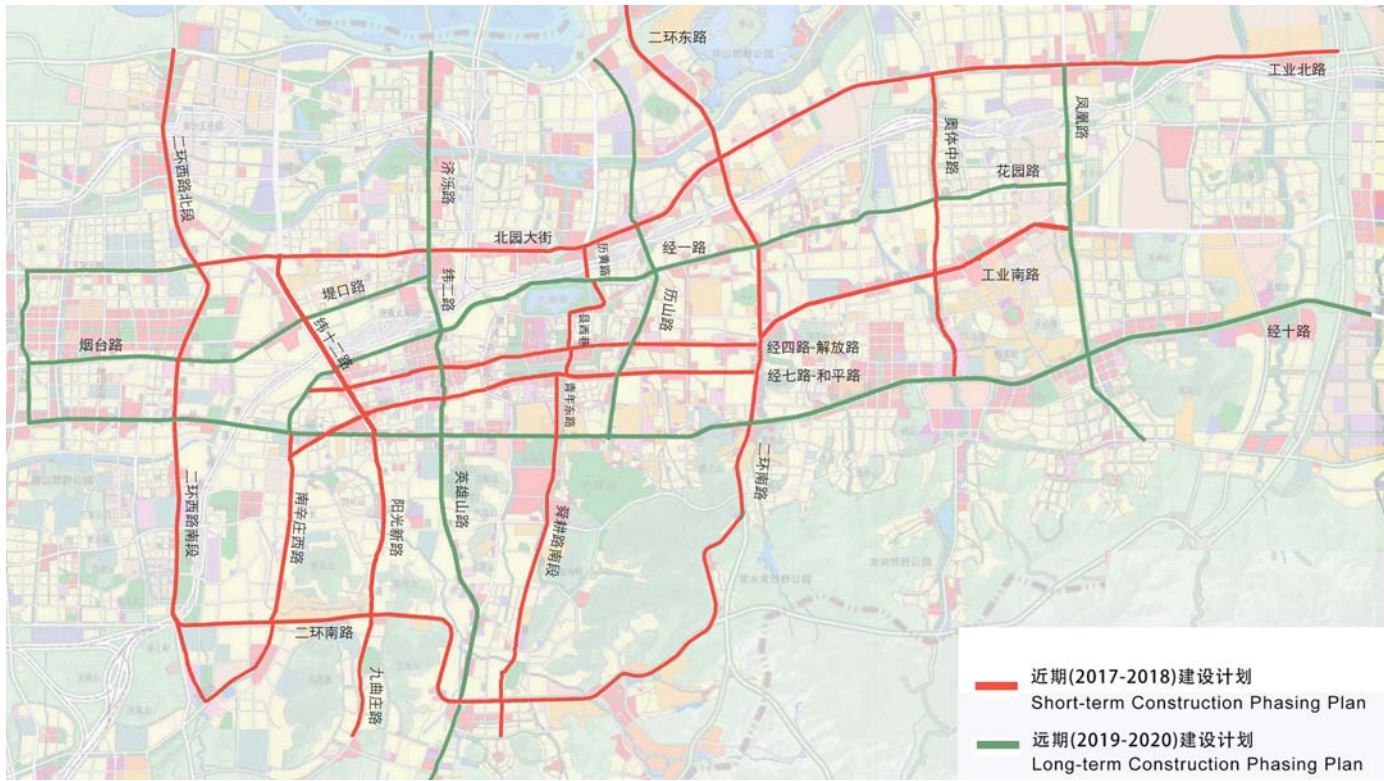 二环东路
工业北路
凤凰路
奥体中路
花园路
二环西路北段
济泺路
北园大街
历黄路
经一路
工业南路
堤口路
纬二路
历山路
县西巷
烟台路
纬十二路
经四路-解放路
经十路
经七路-和平路
青年东路
二环南路
英雄山路
二环西路南段
南辛庄西路
阳光新路
舜耕路南段
二环南路
九曲庄路
近期(2017-2018)建设计划
Short-term Construction Phasing Plan
远期(2019-2020)建设计划
Long-term Construction Phasing Plan